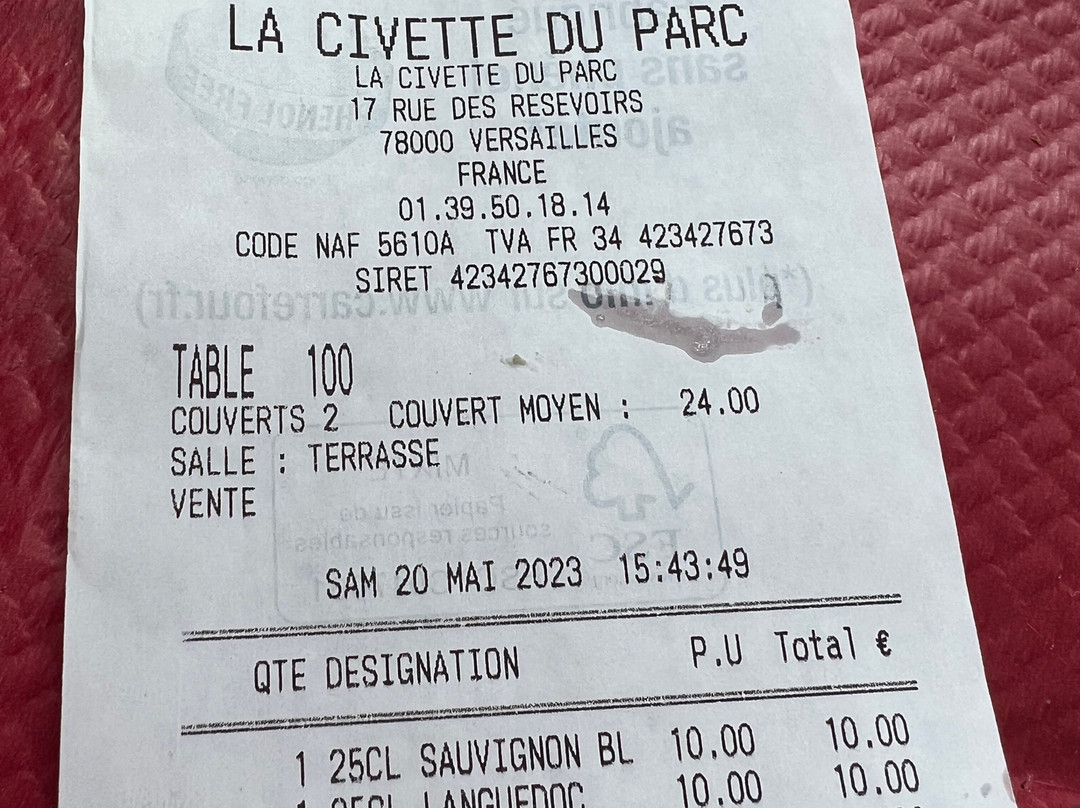 LA CIVETTE DU PARC
LA CIVETTE DU PARC
17 RUE DES RESEVOIRS
78000 VERSAILLES
FRANCE
01.39.50.18.14
CODE NAF 5610A TVA FR 34 423427673
SIRET 42342767300029
TABLE 100
COUVERTS 2 COUVERT MOYEN : 24.00
SALLE : TERRASSE
VENTE
SAM 20 MAI 2023 15:43:49
QTE DESIGNATION P.U Total €
1 25CL SAUVIGNON BL 10.00 10.00
1 25CL LANGUEDOC 10.00 10.00